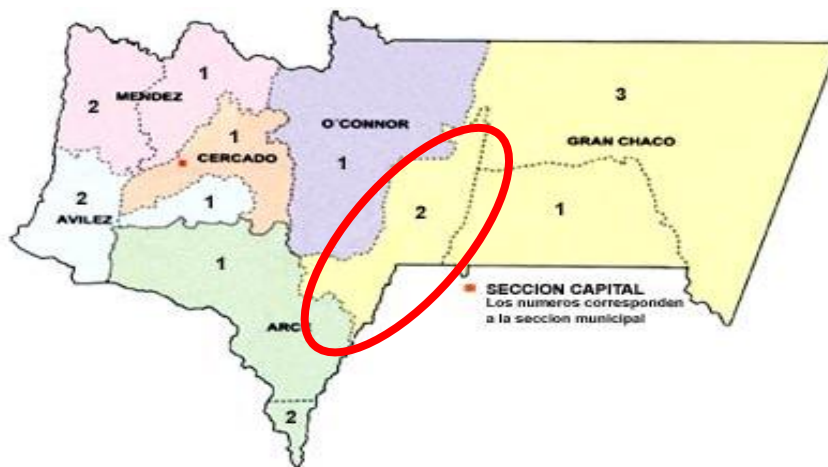 1
2
MENDEZ
3
1
O'CONNOR
CERCADO
GRAN CHACO
1
2
1
2
1
AVILEZ
1
SECCION CAPITAL
Los numeros corresponden
a la seccion municipal
ARCE
2